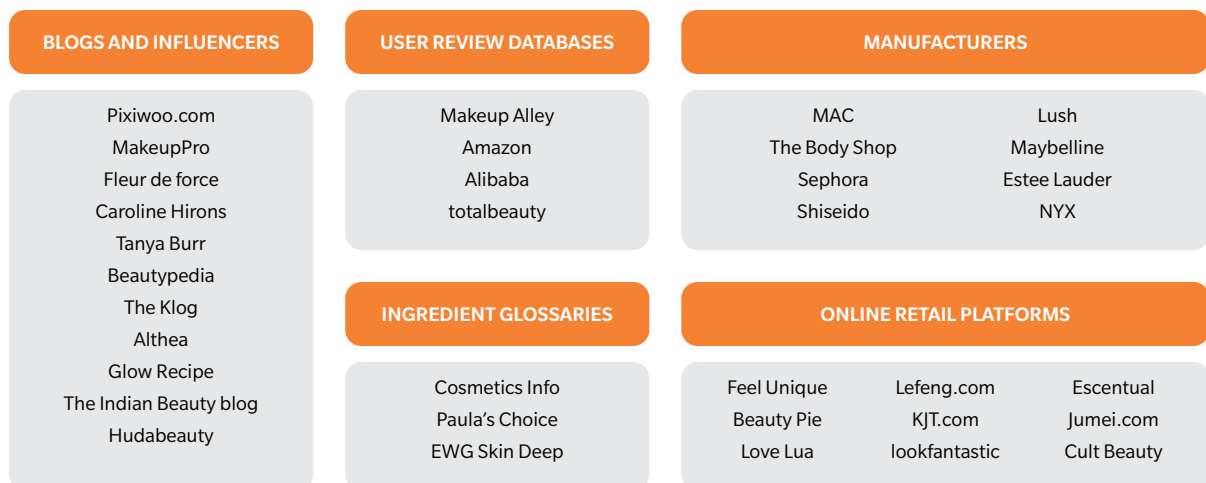 BLOGS AND INFLUENCERS
Pixiwoo.com
MakeupPro
Fleur de force
Caroline Hirons
Tanya Burr
Beautypedia
The Klog
Althea
Glow Recipe
The Indian Beauty blog
Hudabeauty
USER REVIEW DATABASES
Makeup Alley
Amazon
Alibaba
totalbeauty
MANUFACTURERS
MAC
The Body Shop
Sephora
Shiseido
Lush
Maybelline
Estee Lauder
NYX
INGREDIENT GLOSSARIES
Cosmetics Info
Paula’s Choice
EWG Skin Deep
ONLINE RETAIL PLATFORMS
Feel Unique
Beauty Pie
Love Lua
Lefeng.com
KJT.com
lookfantastic
Escentual
Jumei.com
Cult Beauty